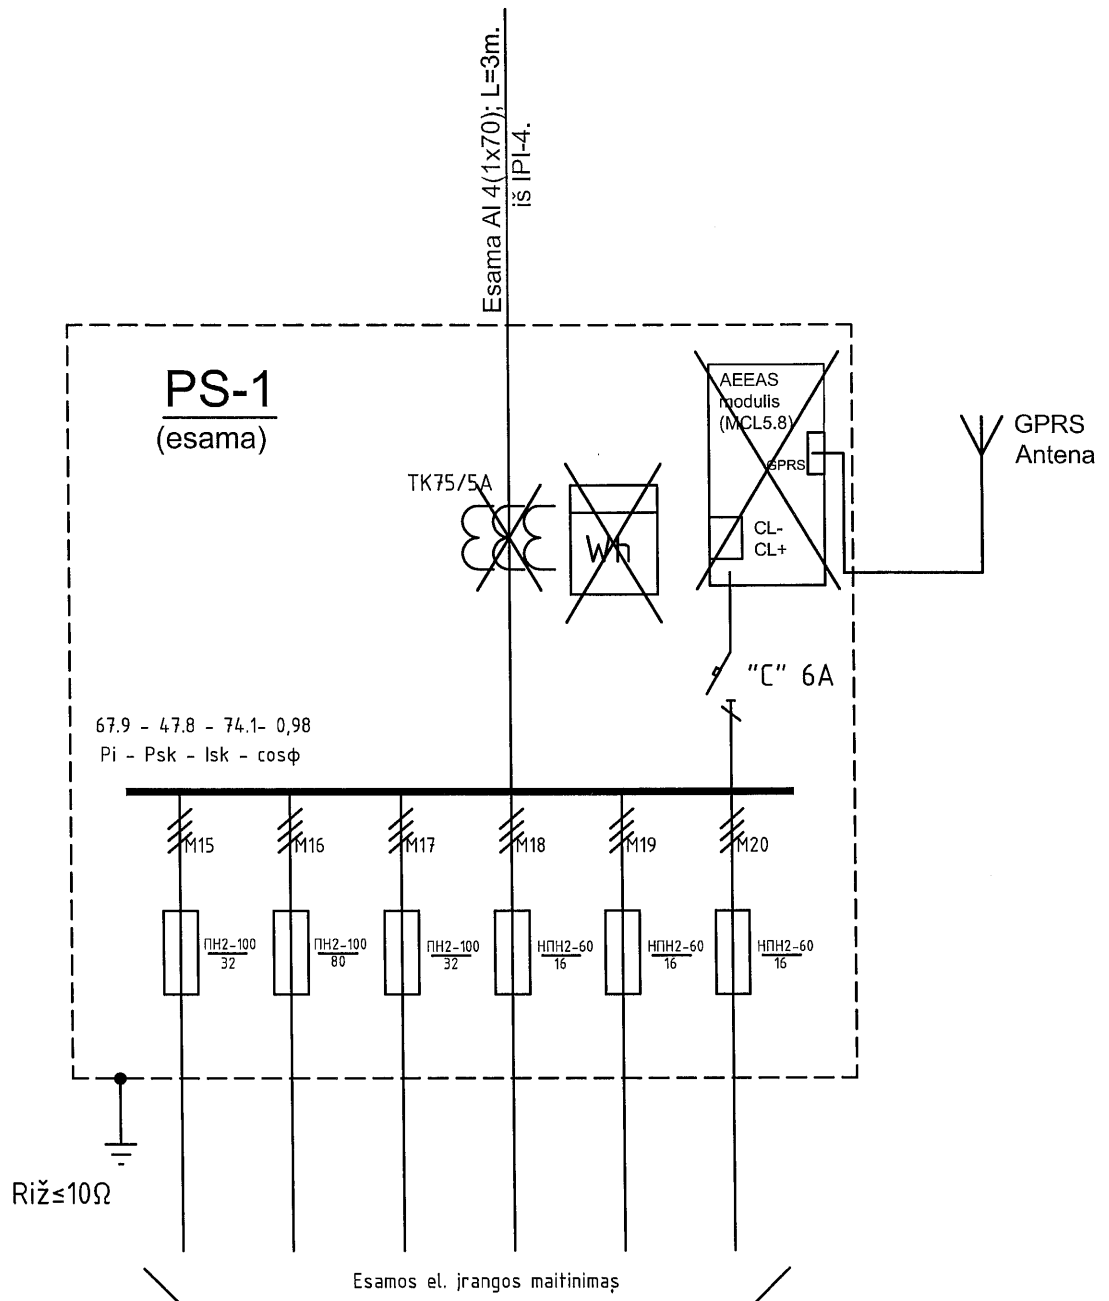 Esama Al 4(1x70); L=3m.
iš IPĮ-4.
PS-1
(esama)
AEEAS
modulis
(MCL5.8)
GPRS
CL-
CL+
GPRS
Antena
TK75/5A
Wh
"C" 6A
67.9 - 47.8 - 74.1- 0,98
Pi - Psk - Isk - cosφ
M15
M16
M17
M18
M19
M20
ПН2-100
32
ПН2-100
80
ПН2-100
32
НПН2-60
16
НПН2-60
16
НПН2-60
16
Riž≤10Ω
Esamos el. įrangos maitinimas